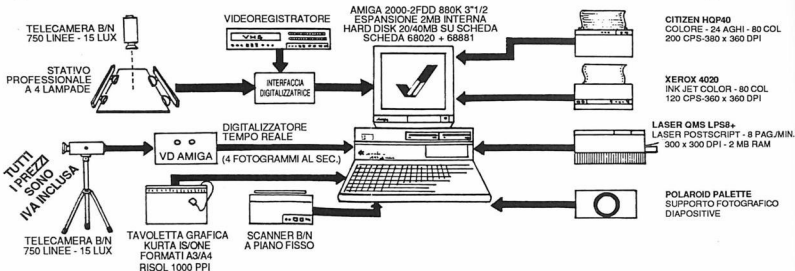 TELECAMERA B/N
750 LINEE - 15 LUX
STATIVO
PROFESSIONALE
A 4 LAMPADE
VIDEOREGISTRATORE
VHS
INTERFACCIA
DIGITALIZZATRICE
AMIGA 2000-2FDD 880K 3"1/2
ESPANSIONE 2MB INTERNA
HARD DISK 20/40MB SU SCHEDA
SCHEDA 68020 + 68881
CITIZEN HQP40
COLORE - 24 AGHI - 80 COL
200 CPS-380 x 360 DPI
XEROX 4020
INK JET COLOR - 80 COL
120 CPS-360 x 360 DPI
LASER QMS LPS8+
LASER POSTSCRIPT - 8 PAG./MIN.
300 x 300 DPI - 2 MB RAM
POLAROID PALETTE
SUPPORTO FOTOGRAFICO
DIAPOSITIVE
TUTTI
I PREZZI
SONO
IVA INCLUSA
DIGITALIZZATORE
TEMPO REALE
VD AMIGA
(4 FOTOGRAMMI AL SEC.)
TELECAMERA B/N
750 LINEE - 15 LUX
TAVOLETTA GRAFICA
KURTA IS/ONE
FORMATI A3/A4
RISOL 1000 PPI
SCANNER B/N
A PIANO FISSO